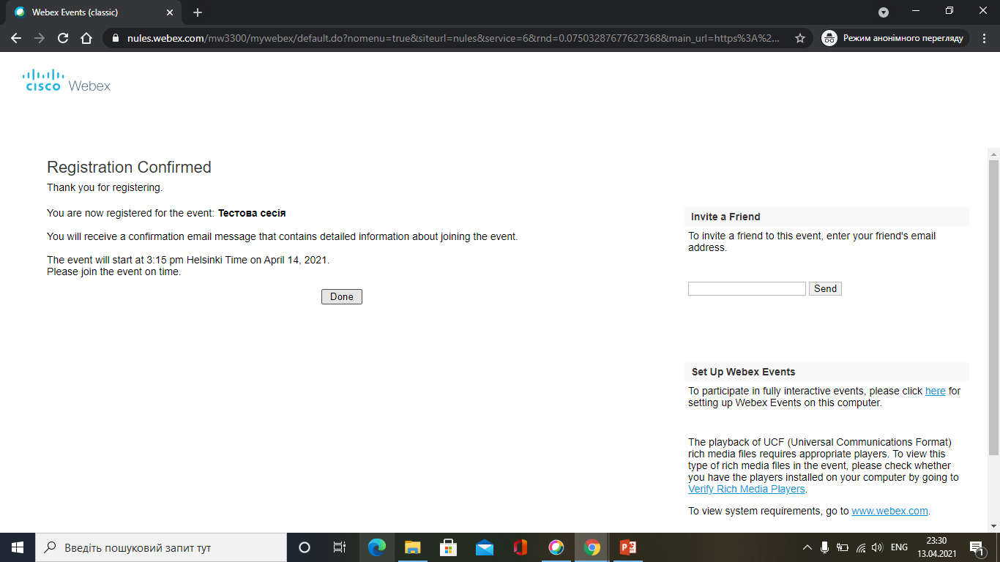 Webex Events (classic)
nules.webex.com/mw3300/mywebex/default.do?nomenu=true&siteurl=nules&service=6&rnd=0.07503287677627368&main_url=https%3A%2...
Режим анонімного перегляду
CISCO Webex
Registration Confirmed
Thank you for registering.
You are now registered for the event: Тестова сесія
You will receive a confirmation email message that contains detailed information about joining the event.
The event will start at 3:15 pm Helsinki Time on April 14, 2021.
Please join the event on time.
Done
Invite a Friend
To invite a friend to this event, enter your friend's email
address.
Send
Set Up Webex Events
To participate in fully interactive events, please click here for
setting up Webex Events on this computer.
The playback of UCF (Universal Communications Format)
rich media files requires appropriate players. To view this
type of rich media files in the event, please check whether
you have the players installed on your computer by going to
Verify Rich Media Players.
To view system requirements, go to www.webex.com.
Введіть пошуковий запит тут
ENG
23:30
13.04.2021
1